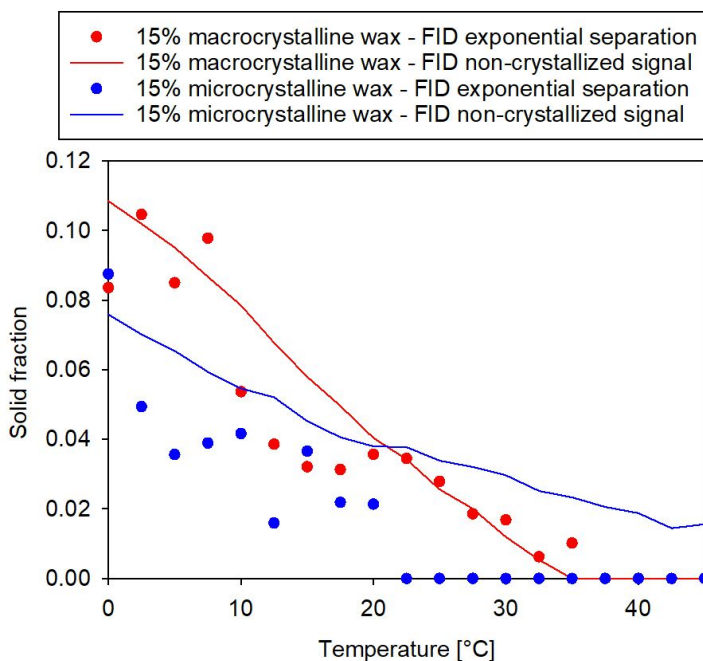 15% macrocrystalline wax - FID exponential separation
15% macrocrystalline wax - FID non-crystallized signal
15% microcrystalline wax - FID exponential separation
15% microcrystalline wax - FID non-crystallized signal
0.12
0.10
0.08
0.06
0.04
0.02
0.00
Solid fraction
0 10 20 30 40
Temperature [°C]